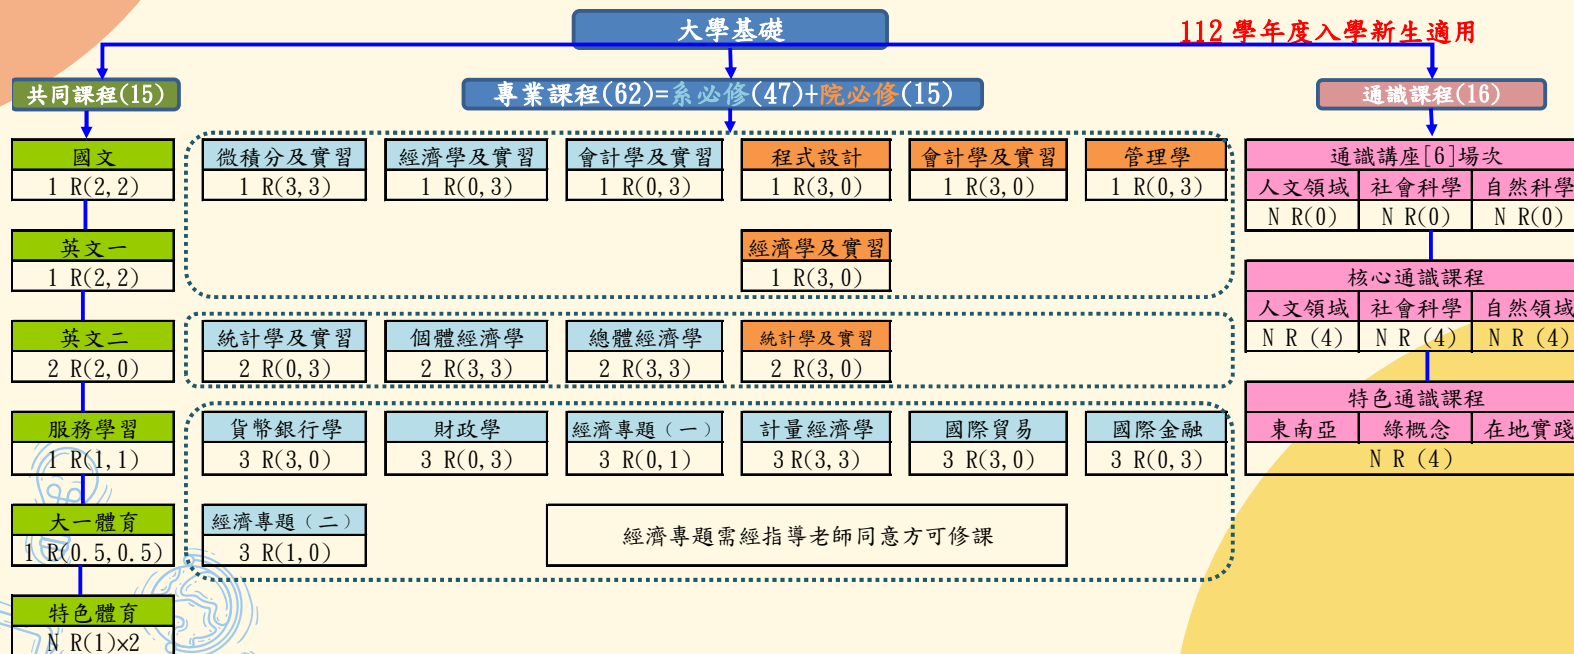 大學基礎
112 學年度入學新生適用
共同課程(15)
專業課程(62)=系必修(47)+院必修(15)
通識課程(16)
國文
1 R(2,2)
英文一
1 R(2,2)
英文二
2 R(2,0)
服務學習
1 R(1,1)
大一體育
1 R(0.5,0.5)
特色體育
N R(1)×2
微積分及實習 經濟學及實習 會計學及實習 程式設計 會計學及實習 管理學
1 R(3,3) 1 R(0,3) 1 R(0,3) 1 R(3,0) 1 R(3,0) 1 R(0,3)
經濟學及實習
1 R(3,0)
統計學及實習 個體經濟學 總體經濟學 統計學及實習
2 R(0,3) 2 R(3,3) 2 R(3,3) 2 R(3,0)
貨幣銀行學 財政學 經濟專題(一) 計量經濟學 國際貿易 國際金融
3 R(3,0) 3 R(0,3) 3 R(0,1) 3 R(3,3) 3 R(3,0) 3 R(0,3)
經濟專題(二)
3 R(1,0)
經濟專題需經指導老師同意方可修課
通識講座[6]場次
人文領域 社會科學 自然科學
N R(0) N R(0) N R(0)
核心通識課程
人文領域 社會科學 自然領域
N R (4) N R (4) N R (4)
特色通識課程
東南亞 綠概念 在地實踐
N R (4)